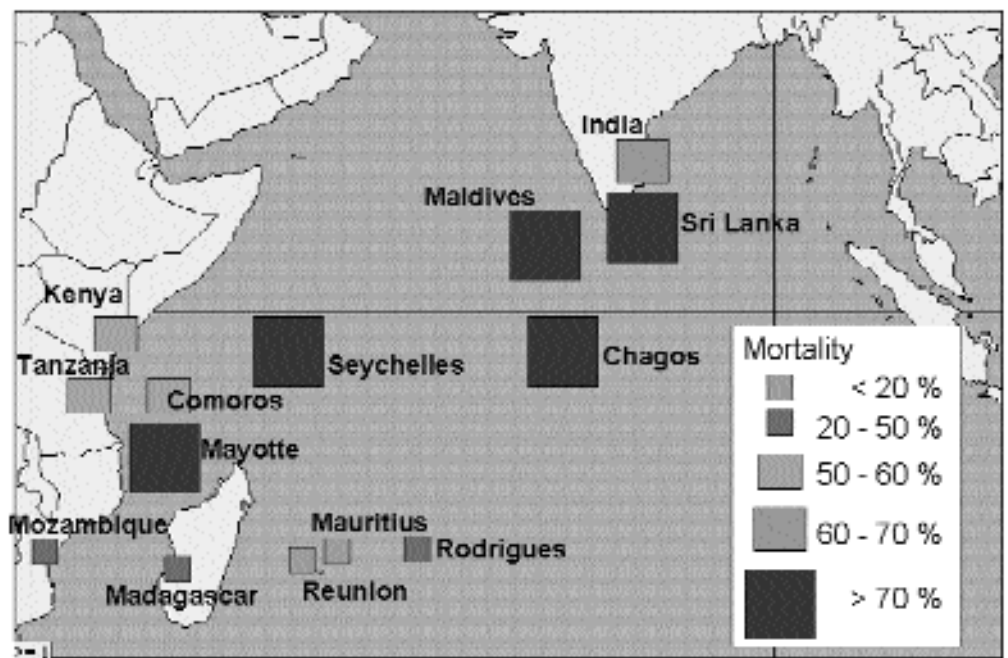 India
Maldives
Sri Lanka
Kenya
Tanzania
Seychelles
Chagos
Comoros
Mayotte
Mozambique
Mauritius
Rodrigues
Madagascar
Reunion
Mortality
< 20 %
20 - 50 %
50 - 60 %
60 - 70 %
> 70 %